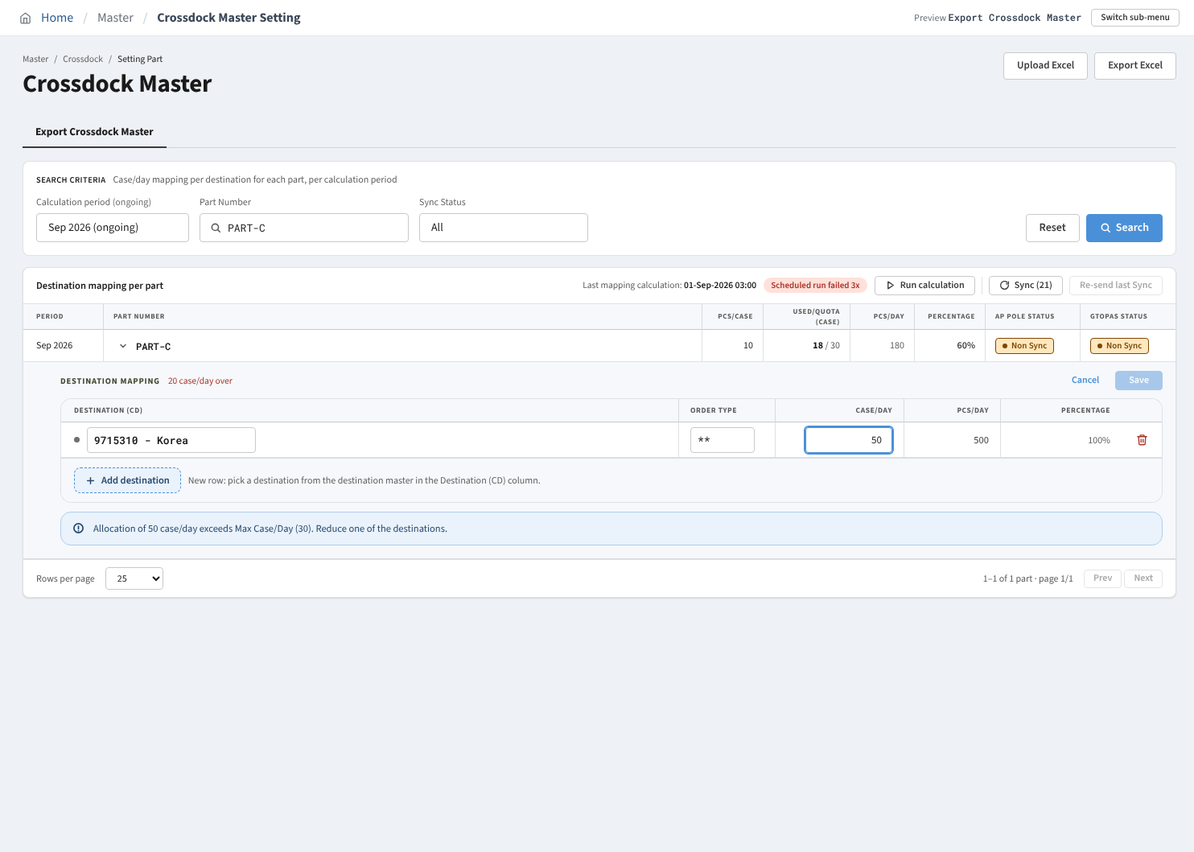 Home / Master / Crossdock Master Setting
Preview Export Crossdock Master Switch sub-menu
Master / Crossdock / Setting Part
Crossdock Master
Upload Excel Export Excel
Export Crossdock Master
SEARCH CRITERIA Case/day mapping per destination for each part, per calculation period
Calculation period (ongoing) Part Number Sync Status
Sep 2026 (ongoing) PART-C All Reset Search
Destination mapping per part Last mapping calculation: 01-Sep-2026 03:00 Scheduled run failed 3x Run calculation Sync (21) Re-send last Sync
PERIOD PART NUMBER PCS/CASE USED/QUOTA (CASE) PCS/DAY PERCENTAGE AP POLE STATUS GTOPAS STATUS
Sep 2026 PART-C 10 18 / 30 180 60% Non Sync Non Sync
DESTINATION MAPPING 20 case/day over Cancel Save
DESTINATION (CD) ORDER TYPE CASE/DAY PCS/DAY PERCENTAGE
9715310 - Korea ** 50 500 100%
+ Add destination New row: pick a destination from the destination master in the Destination (CD) column.
Allocation of 50 case/day exceeds Max Case/Day (30). Reduce one of the destinations.
Rows per page 25 1–1 of 1 part · page 1/1 Prev Next